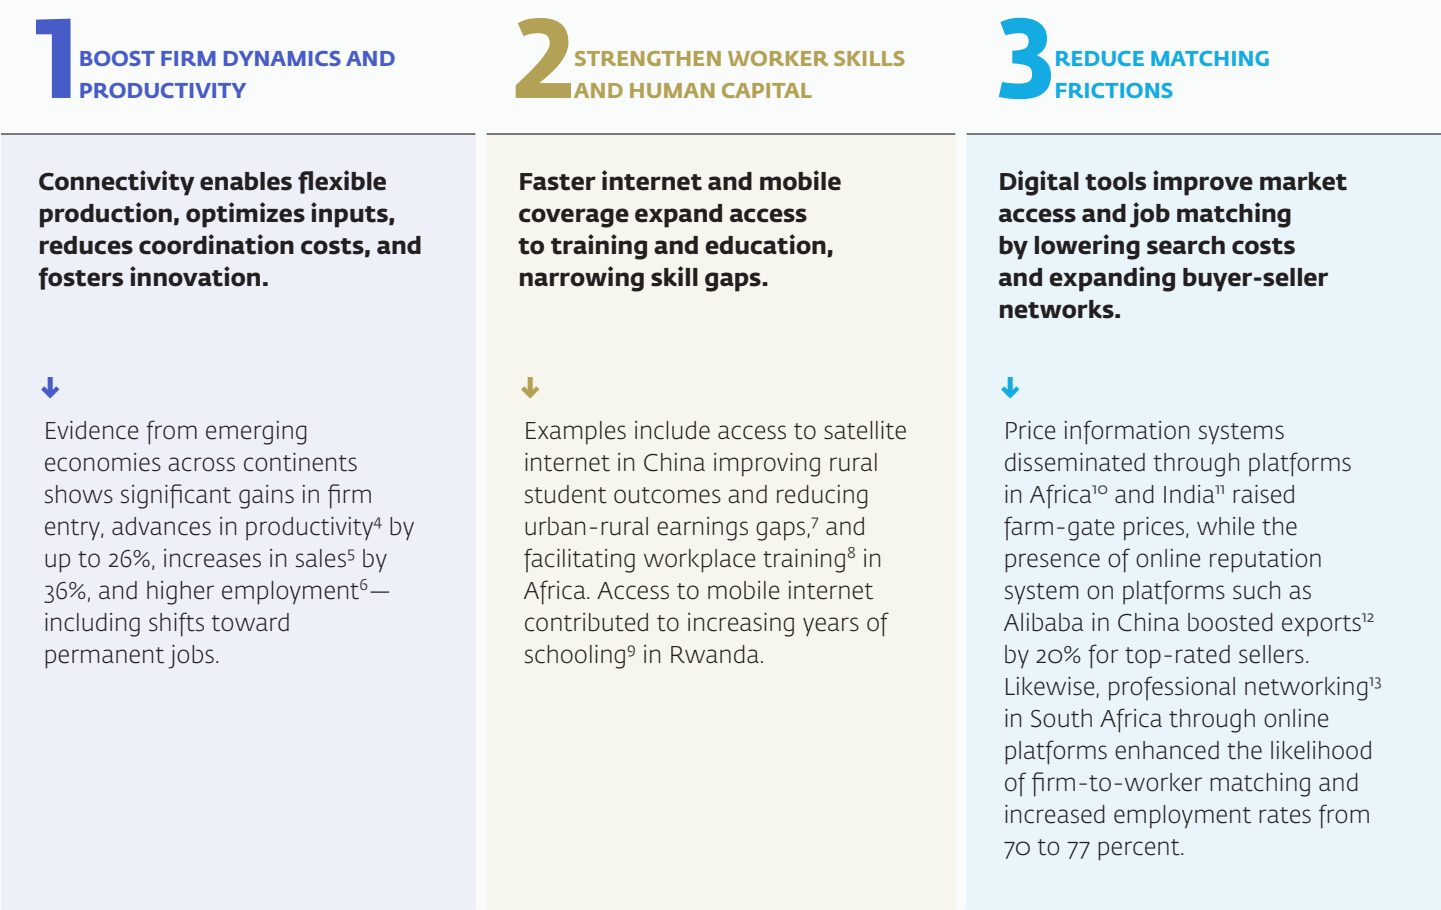 1 BOOST FIRM DYNAMICS AND
PRODUCTIVITY
Connectivity enables flexible
production, optimizes inputs,
reduces coordination costs, and
fosters innovation.
Evidence from emerging
economies across continents
shows significant gains in firm
entry, advances in productivity⁴ by
up to 26%, increases in sales⁵ by
36%, and higher employment⁶—
including shifts toward
permanent jobs.
2 STRENGTHEN WORKER SKILLS
AND HUMAN CAPITAL
Faster internet and mobile
coverage expand access
to training and education,
narrowing skill gaps.
Examples include access to satellite
internet in China improving rural
student outcomes and reducing
urban-rural earnings gaps,⁷ and
facilitating workplace training⁸ in
Africa. Access to mobile internet
contributed to increasing years of
schooling⁹ in Rwanda.
3 REDUCE MATCHING
FRICTIONS
Digital tools improve market
access and job matching
by lowering search costs
and expanding buyer-seller
networks.
Price information systems
disseminated through platforms
in Africa¹⁰ and India¹¹ raised
farm-gate prices, while the
presence of online reputation
system on platforms such as
Alibaba in China boosted exports¹²
by 20% for top-rated sellers.
Likewise, professional networking¹³
in South Africa through online
platforms enhanced the likelihood
of firm-to-worker matching and
increased employment rates from
70 to 77 percent.